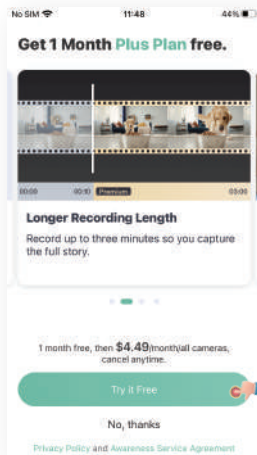 No SIM 11:48 44%
Get 1 Month Plus Plan free.
00:00 00:10 Premium 03:00
Longer Recording Length
Record up to three minutes so you capture
the full story.
1 month free, then $4.49/month/all cameras,
cancel anytime.
Try it Free
No, thanks
Privacy Policy and Awareness Service Agreement